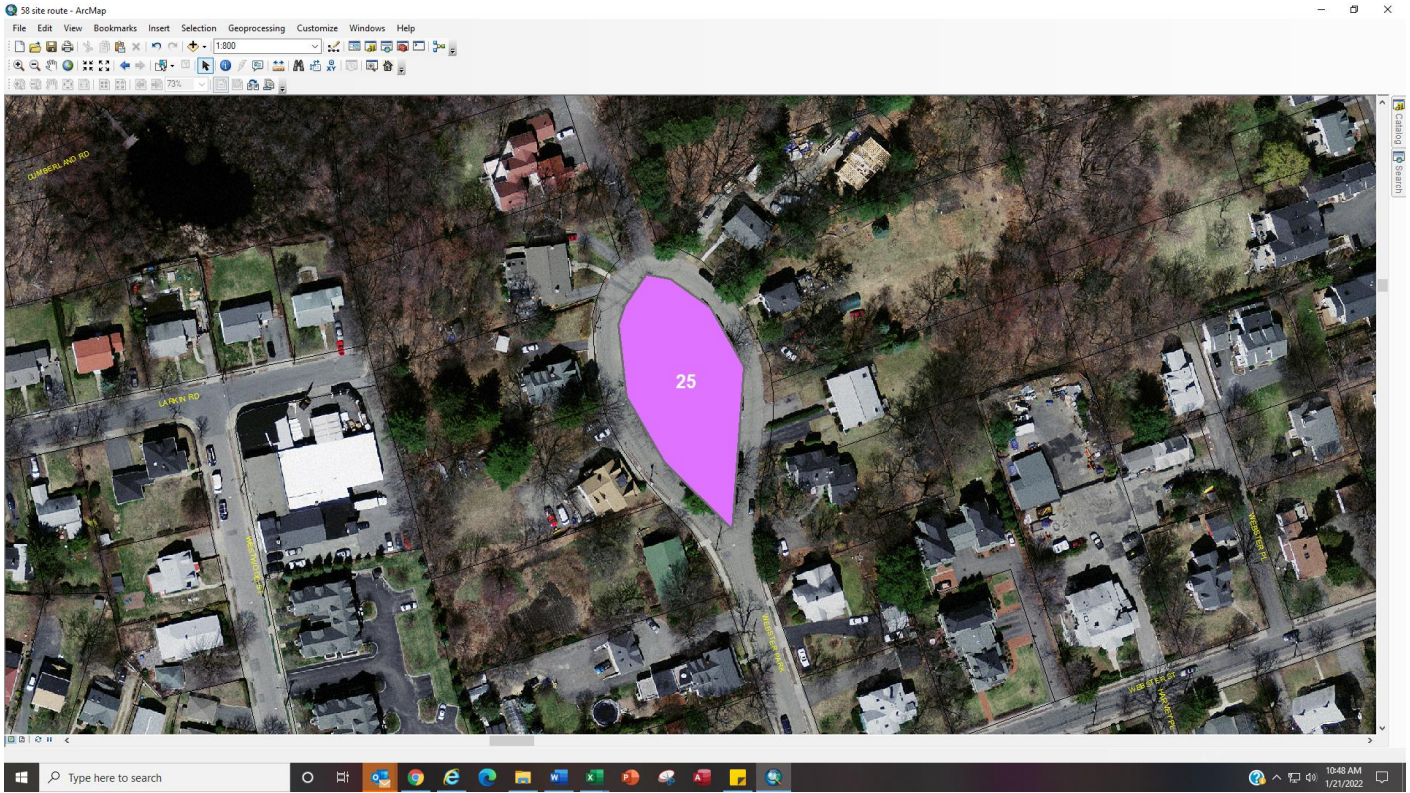 58 site route - ArcMap
File Edit View Bookmarks Insert Selection Geoprocessing Customize Windows Help
1:800
73%
Catalog
Search
CUMBERLAND RD
25
LARKIN RD
WEBSTER PL
WEBSTER PARK
WEBSTER ST
HARVEY PL
Type here to search
10:48 AM
1/21/2022